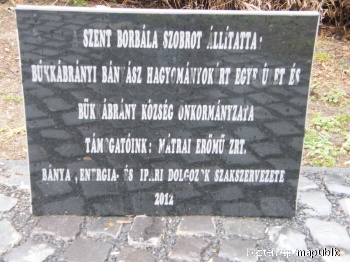 SZENT BORBÁLA SZOBROT ÁLLÍTATTA:
BÜKKÁBRÁNYI BÁNYÁSZ HAGYOMÁNYOKÉRT EGYESÜLET ÉS
BÜKKÁBRÁNY KÖZSÉG ÖNKORMÁNYZATA
TÁMOGATÓINK: MÁTRAI ERŐMŰ ZRT.
BÁNYA-, ENERGIA- ÉS IPARI DOLGOZÓK SZAKSZERVEZETE
2012